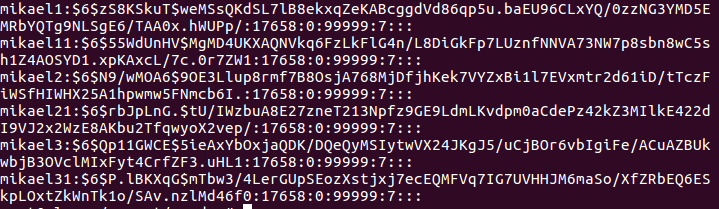 mikael1:$6$zS8KSkuT$weMSsQKdSL7lB8ekxqZeKABcggdVd86qp5u.baEU96CLxYQ/0zzNG3YMD5E
MRbYQTg9NLSgE6/TAA0x.hWUPp/:17658:0:99999:7:::
mikael11:$6$55WdUnHV$MgMD4UKXAQNVkq6FzLkFlG4n/L8DiGkFp7LUznfNNVA73NW7p8sbn8wC5s
h1Z4AOSYD1.xpKAxcL/7c.0r7ZW1:17658:0:99999:7:::
mikael2:$6$N9/wMOA6$9OE3Llup8rmf7B8OsjA768MjDfjhKek7VYZxBi1l7EVxmtr2d61iD/tTczF
iWSfHIWHX25A1hpwmw5FNmcb6I.:17658:0:99999:7:::
mikael21:$6$rbJpLnG.$tU/IWzbuA8E27zneT213Npfz9GE9LdmLKvdpm0aCdePz42kZ3MIlkE422d
I9VJ2x2WzE8AKbu2TfqwyoX2vep/:17658:0:99999:7:::
mikael3:$6$Qp11GWCE$5ieAxYbOxjaQDK/DQeQyMSIytwVX24JKgJ5/uCjBOr6vbIgiFe/ACuAZBUk
wbjB3OVclMIxFyt4CrfZF3.uHL1:17658:0:99999:7:::
mikael31:$6$P.lBKXqG$mTbw3/4LerGUpSEozXstjxj7ecEQMFVq7IG7UVHHJM6maSo/XfZRbEQ6ES
kpLOxtZkWnTk1o/SAv.nzlMd46f0:17658:0:99999:7:::